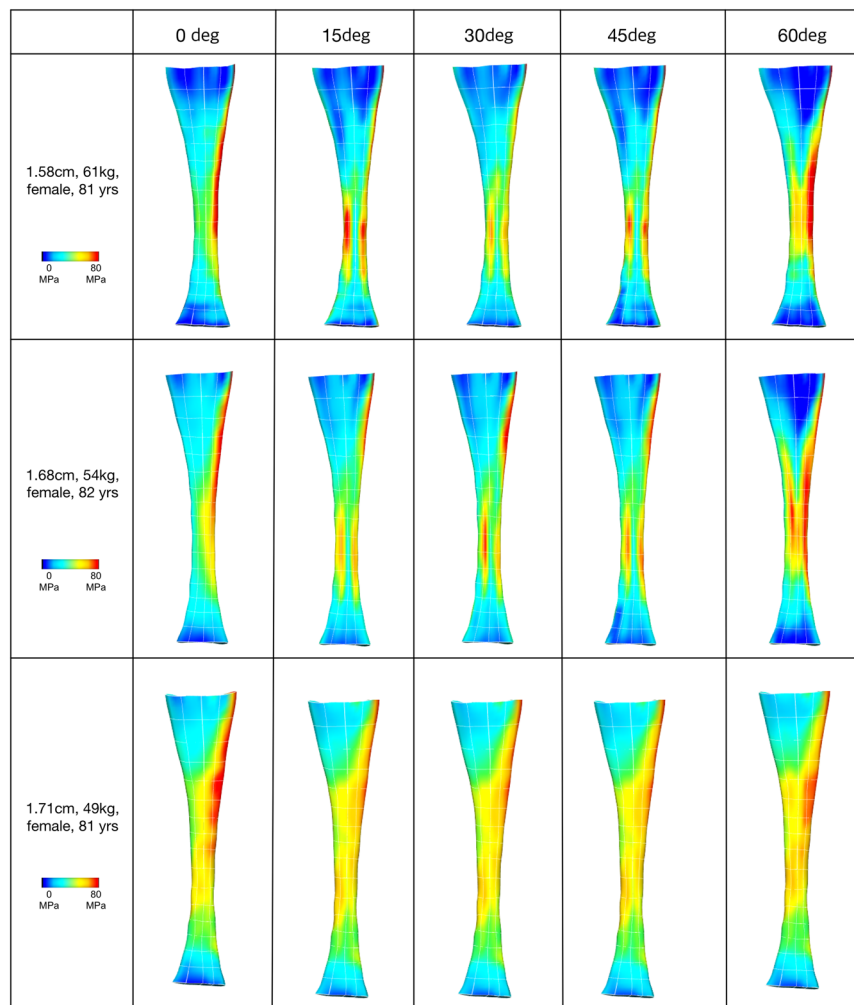 0 deg 15deg 30deg 45deg 60deg
1.58cm, 61kg,
female, 81 yrs
0 80
MPa MPa
1.68cm, 54kg,
female, 82 yrs
0 80
MPa MPa
1.71cm, 49kg,
female, 81 yrs
0 80
MPa MPa